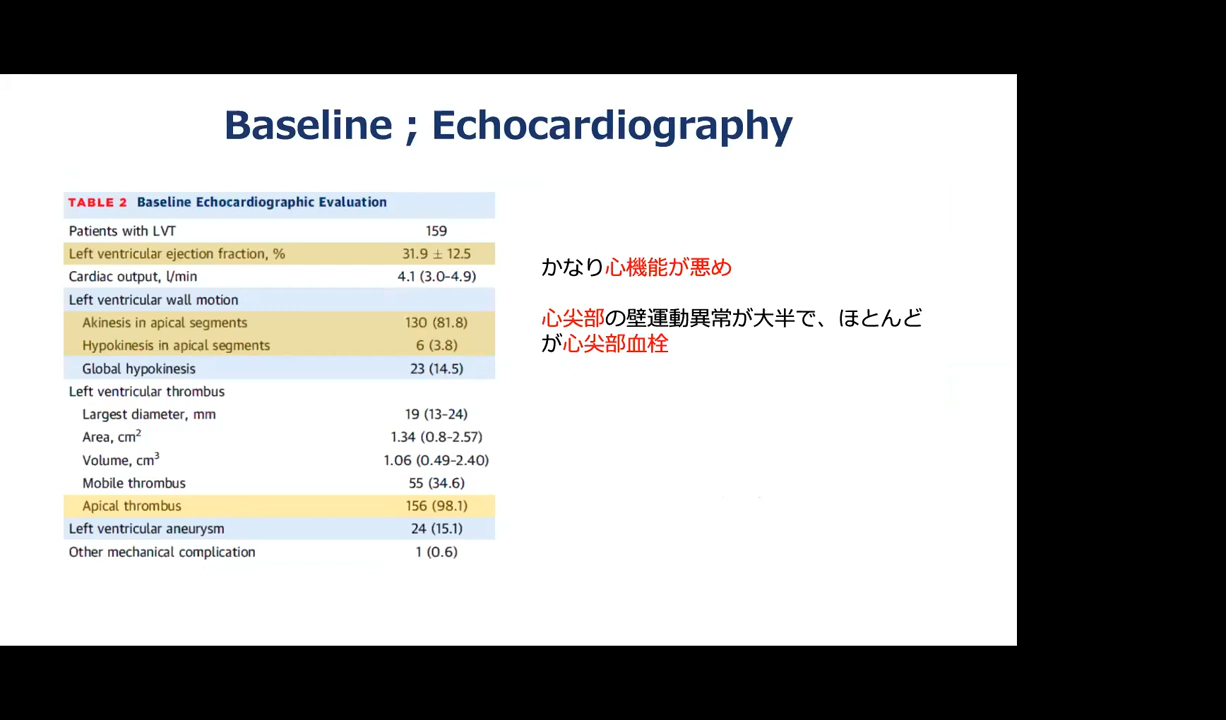 Baseline ; Echocardiography
TABLE 2 Baseline Echocardiographic Evaluation
Patients with LVT 159
Left ventricular ejection fraction, % 31.9 ± 12.5
Cardiac output, l/min 4.1 (3.0–4.9)
Left ventricular wall motion
Akinesis in apical segments 130 (81.8)
Hypokinesis in apical segments 6 (3.8)
Global hypokinesis 23 (14.5)
Left ventricular thrombus
Largest diameter, mm 19 (13–24)
Area, cm² 1.34 (0.8–2.57)
Volume, cm³ 1.06 (0.49–2.40)
Mobile thrombus 55 (34.6)
Apical thrombus 156 (98.1)
Left ventricular aneurysm 24 (15.1)
Other mechanical complication 1 (0.6)
かなり心機能が悪め
心尖部の壁運動異常が大半で、ほとんど
が心尖部血栓